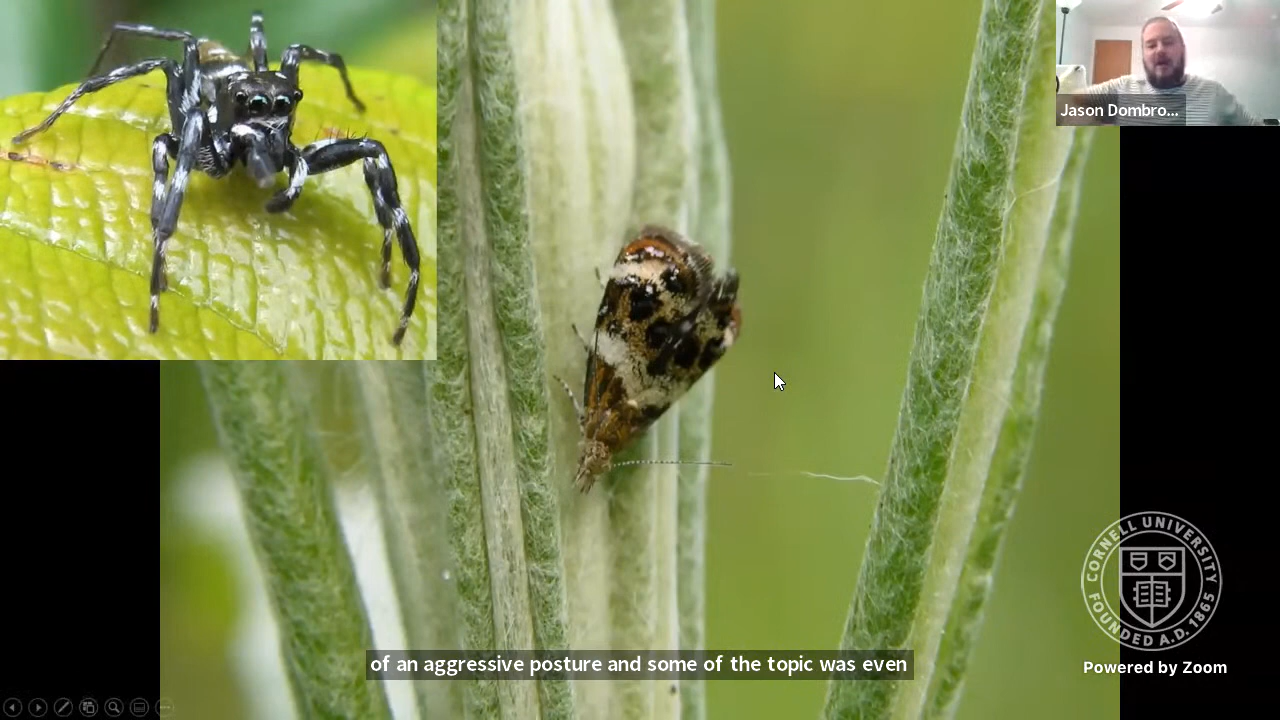 Jason Dombro...
CORNELL UNIVERSITY
FOUNDED A.D. 1865
Powered by Zoom
of an aggressive posture and some of the topic was even